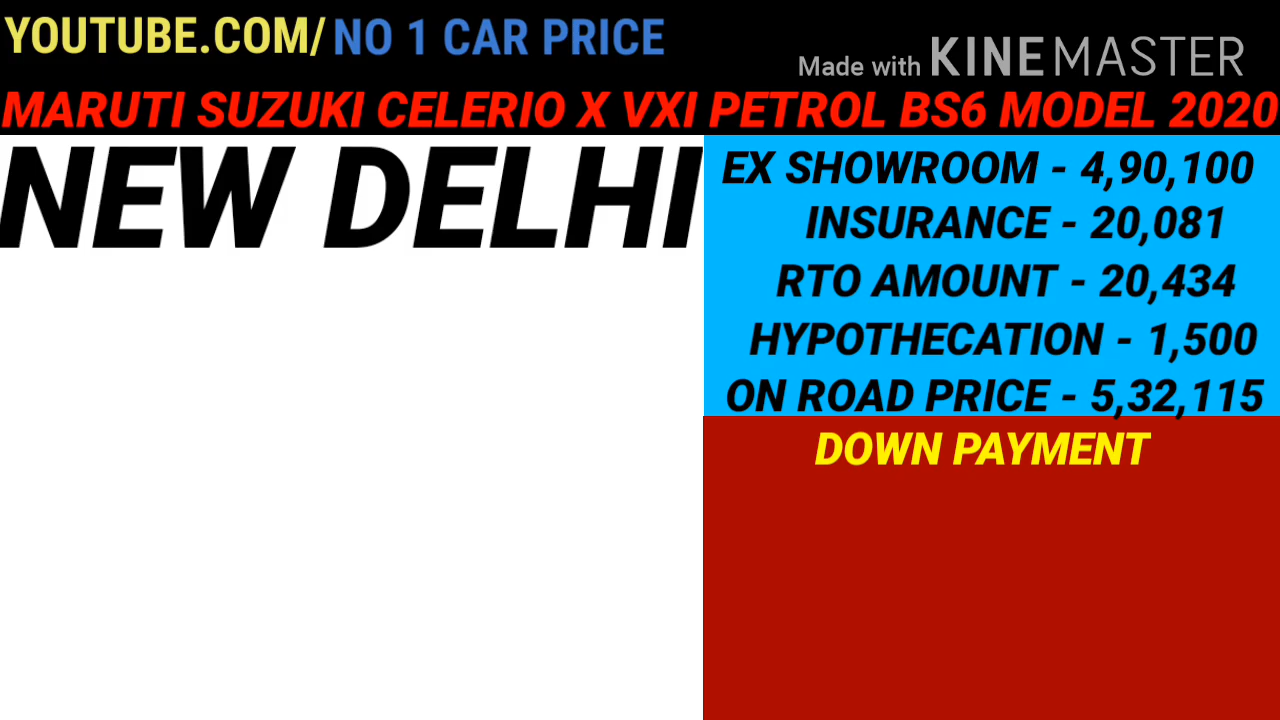 YOUTUBE.COM/ NO 1 CAR PRICE
Made with KINEMASTER
MARUTI SUZUKI CELERIO X VXI PETROL BS6 MODEL 2020
NEW DELHI
EX SHOWROOM - 4,90,100
INSURANCE - 20,081
RTO AMOUNT - 20,434
HYPOTHECATION - 1,500
ON ROAD PRICE - 5,32,115
DOWN PAYMENT